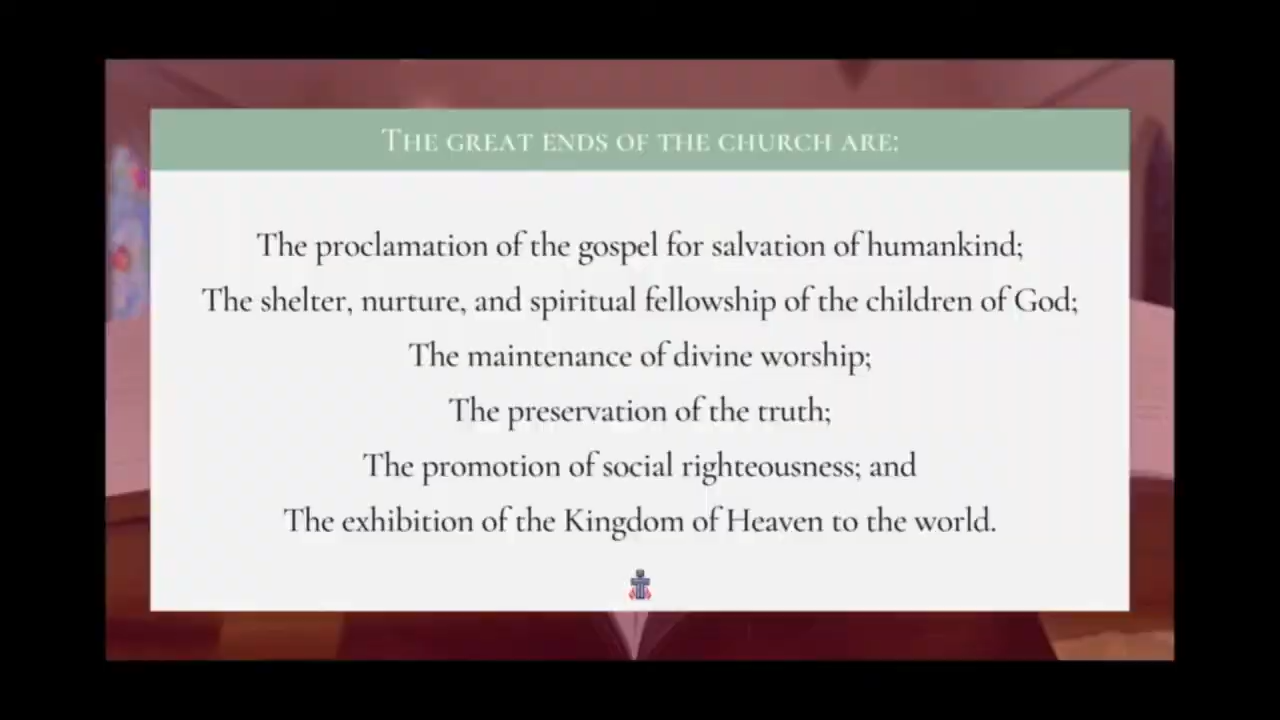 The great ends of the church are:
The proclamation of the gospel for salvation of humankind;
The shelter, nurture, and spiritual fellowship of the children of God;
The maintenance of divine worship;
The preservation of the truth;
The promotion of social righteousness; and
The exhibition of the Kingdom of Heaven to the world.